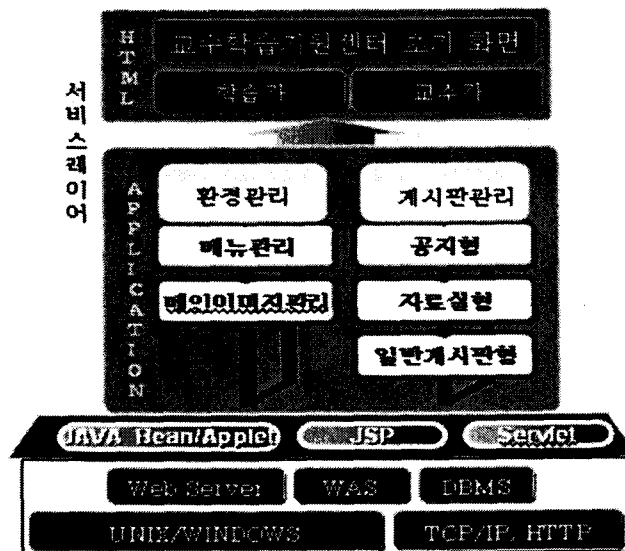 서비스레이어
HTML
교수학습지원센터 초기 화면
학습자
교수자
APPLICATION
환경관리
게시판관리
메뉴관리
공지형
메인이미지관리
자료실형
일반게시판형
JAVA Bean/Applet
JSP
Servlet
Web Server
WAS
DBMS
UNIX/WINDOWS
TCP/IP, HTTP